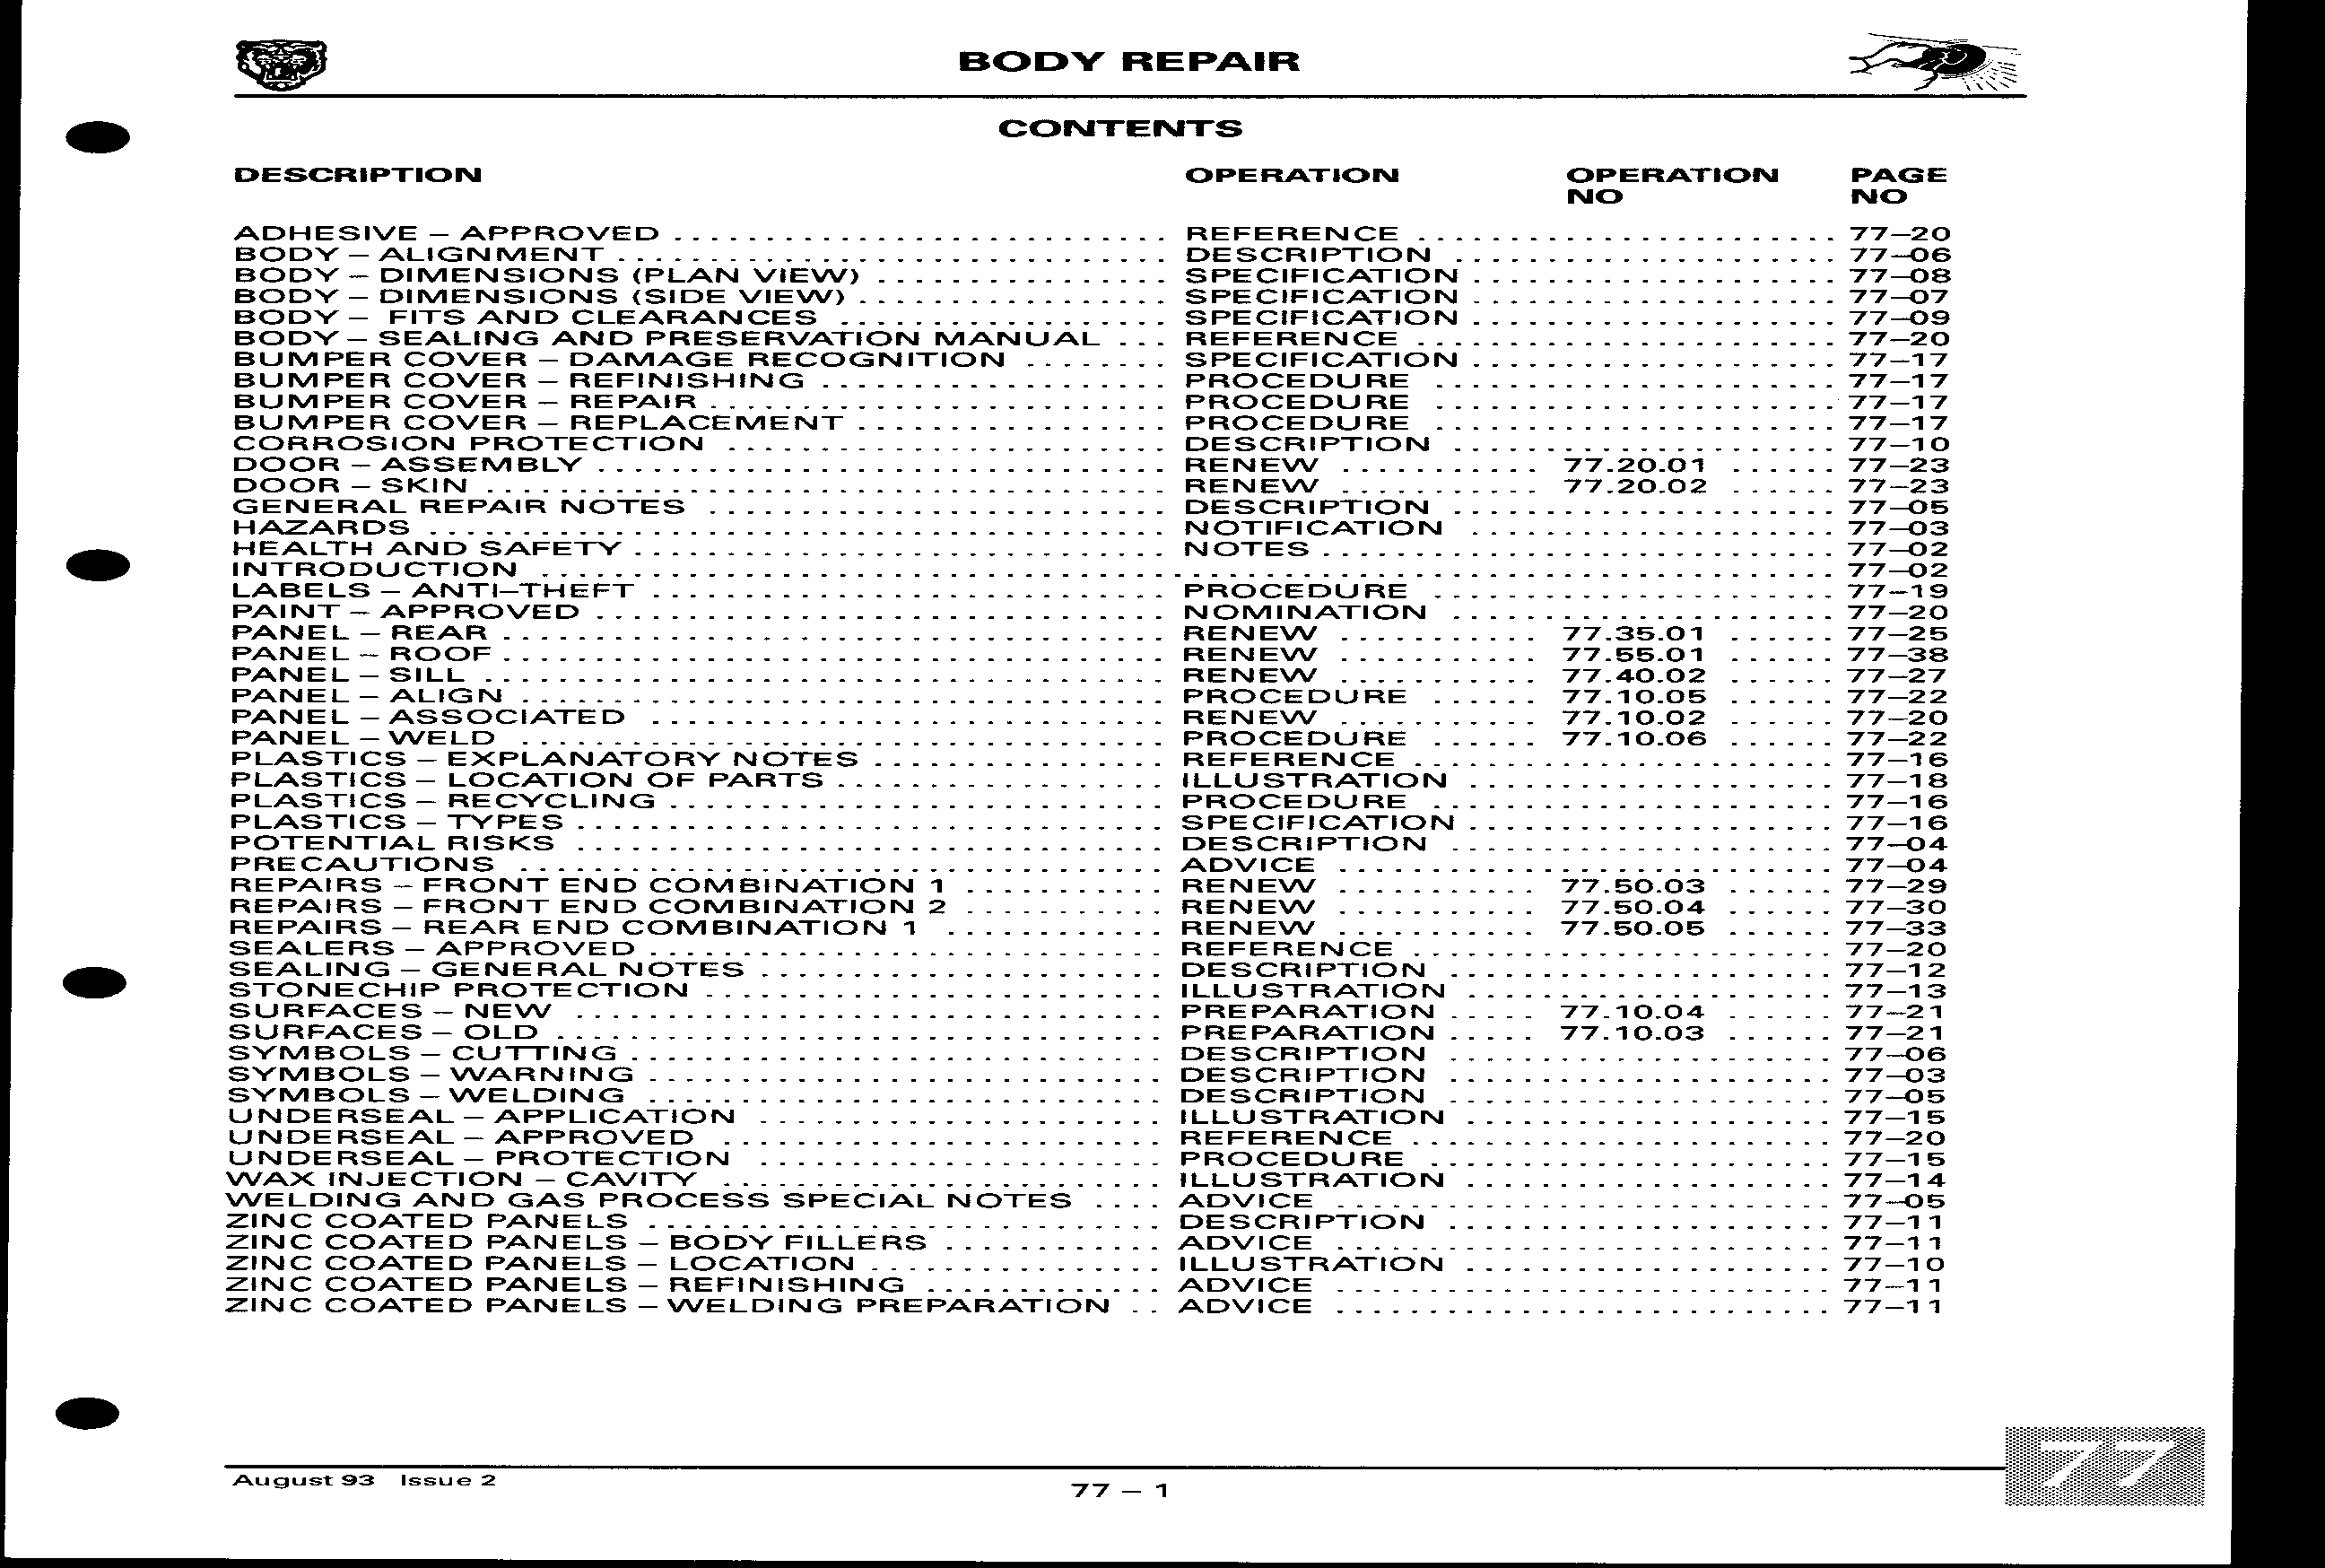 BODY REPAIR
CONTENTS
DESCRIPTION OPERATION OPERATION PAGE
NO NO
ADHESIVE – APPROVED .......................... REFERENCE ....................... 77–20
BODY – ALIGNMENT .............................. DESCRIPTION ..................... 77–06
BODY – DIMENSIONS (PLAN VIEW) ................ SPECIFICATION .................... 77–08
BODY – DIMENSIONS (SIDE VIEW) ................. SPECIFICATION .................... 77–07
BODY – FITS AND CLEARANCES .................. SPECIFICATION .................... 77–09
BODY – SEALING AND PRESERVATION MANUAL ... REFERENCE ....................... 77–20
BUMPER COVER – DAMAGE RECOGNITION ........ SPECIFICATION .................... 77–17
BUMPER COVER – REFINISHING ................... PROCEDURE ...................... 77–17
BUMPER COVER – REPAIR ......................... PROCEDURE ...................... 77–17
BUMPER COVER – REPLACEMENT ................. PROCEDURE ...................... 77–17
CORROSION PROTECTION ........................ DESCRIPTION ..................... 77–10
DOOR – ASSEMBLY ............................... RENEW ........... 77.20.01 ...... 77–23
DOOR – SKIN ..................................... RENEW ........... 77.20.02 ...... 77–23
GENERAL REPAIR NOTES ......................... DESCRIPTION ..................... 77–05
HAZARDS ........................................ NOTIFICATION .................... 77–03
HEALTH AND SAFETY ............................. NOTES ............................ 77–02
INTRODUCTION ....................................................................... 77–02
LABELS – ANTI–THEFT ............................ PROCEDURE ...................... 77–19
PAINT – APPROVED ............................... NOMINATION ..................... 77–20
PANEL – REAR .................................... RENEW ........... 77.35.01 ...... 77–25
PANEL – ROOF .................................... RENEW ........... 77.55.01 ...... 77–38
PANEL – SILL ..................................... RENEW ........... 77.40.02 ...... 77–27
PANEL – ALIGN ................................... PROCEDURE ...... 77.10.05 ...... 77–22
PANEL – ASSOCIATED ............................ RENEW ........... 77.10.02 ...... 77–20
PANEL – WELD ................................... PROCEDURE ...... 77.10.06 ...... 77–22
PLASTICS – EXPLANATORY NOTES ................ REFERENCE ....................... 77–16
PLASTICS – LOCATION OF PARTS .................. ILLUSTRATION .................... 77–18
PLASTICS – RECYCLING ........................... PROCEDURE ...................... 77–16
PLASTICS – TYPES ................................ SPECIFICATION .................... 77–16
POTENTIAL RISKS ................................ DESCRIPTION ..................... 77–04
PRECAUTIONS ................................... ADVICE ........................... 77–04
REPAIRS – FRONT END COMBINATION 1 ........... RENEW ........... 77.50.03 ...... 77–29
REPAIRS – FRONT END COMBINATION 2 ........... RENEW ........... 77.50.04 ...... 77–30
REPAIRS – REAR END COMBINATION 1 ............ RENEW ........... 77.50.05 ...... 77–33
SEALERS – APPROVED ............................ REFERENCE ....................... 77–20
SEALING – GENERAL NOTES ...................... DESCRIPTION ..................... 77–12
STONECHIP PROTECTION ......................... ILLUSTRATION .................... 77–13
SURFACES – NEW ................................ PREPARATION ..... 77.10.04 ...... 77–21
SURFACES – OLD ................................. PREPARATION ..... 77.10.03 ...... 77–21
SYMBOLS – CUTTING ............................. DESCRIPTION ..................... 77–06
SYMBOLS – WARNING ............................ DESCRIPTION ..................... 77–03
SYMBOLS – WELDING ............................ DESCRIPTION ..................... 77–05
UNDERSEAL – APPLICATION ...................... ILLUSTRATION .................... 77–15
UNDERSEAL – APPROVED ........................ REFERENCE ....................... 77–20
UNDERSEAL – PROTECTION ...................... PROCEDURE ...................... 77–15
WAX INJECTION – CAVITY ........................ ILLUSTRATION .................... 77–14
WELDING AND GAS PROCESS SPECIAL NOTES .... ADVICE ........................... 77–05
ZINC COATED PANELS ............................ DESCRIPTION ..................... 77–11
ZINC COATED PANELS – BODY FILLERS ............ ADVICE ........................... 77–11
ZINC COATED PANELS – LOCATION ................ ILLUSTRATION .................... 77–10
ZINC COATED PANELS – REFINISHING ............. ADVICE ........................... 77–11
ZINC COATED PANELS – WELDING PREPARATION .. ADVICE ........................... 77–11
August 93 Issue 2
77 – 1
77